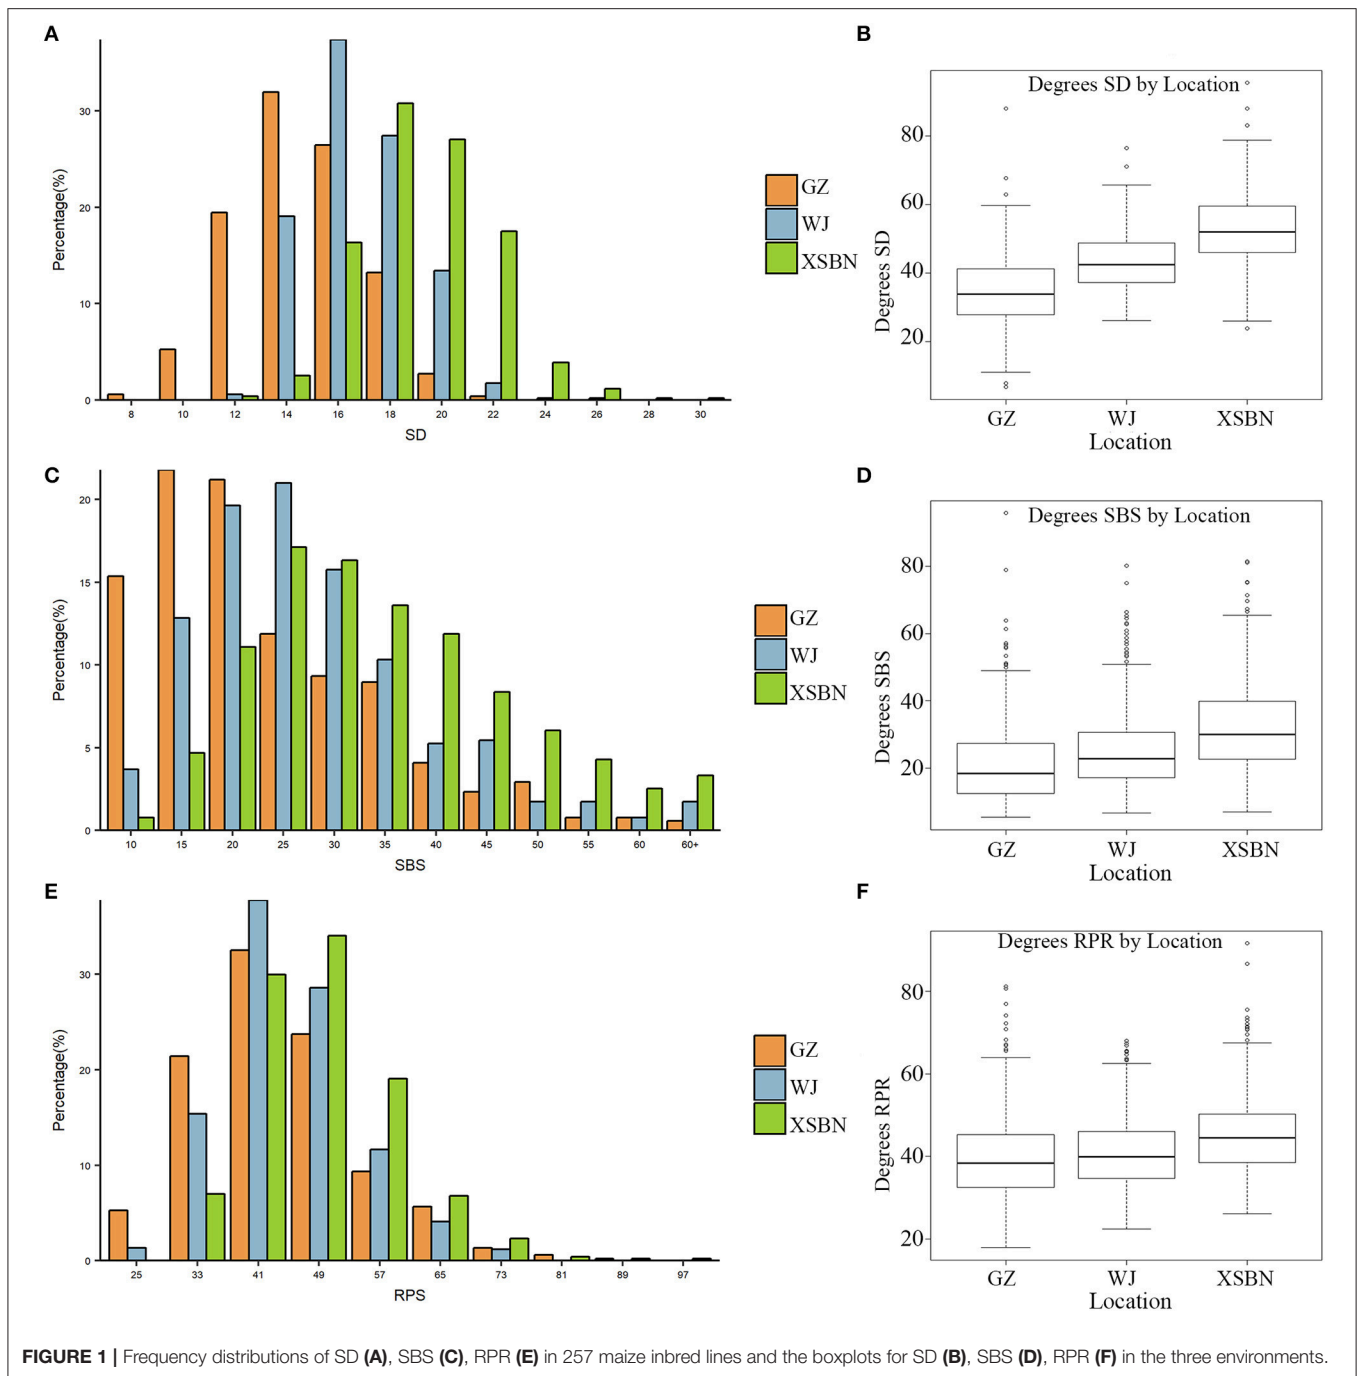 A
Percentage(%)
30
20
10
0
8 10 12 14 16 18 20 22 24 26 28 30
SD
GZ
WJ
XSBN
B
Degrees SD by Location
Degrees SD
80
60
40
20
GZ WJ XSBN
Location
C
Percentage(%)
20
15
10
5
0
10 15 20 25 30 35 40 45 50 55 60 60+
SBS
GZ
WJ
XSBN
D
Degrees SBS by Location
Degrees SBS
80
60
40
20
GZ WJ XSBN
Location
E
Percentage(%)
30
20
10
0
25 33 41 49 57 65 73 81 89 97
RPS
GZ
WJ
XSBN
F
Degrees RPR by Location
Degrees RPR
80
60
40
20
GZ WJ XSBN
Location
FIGURE 1 | Frequency distributions of SD (A), SBS (C), RPR (E) in 257 maize inbred lines and the boxplots for SD (B), SBS (D), RPR (F) in the three environments.